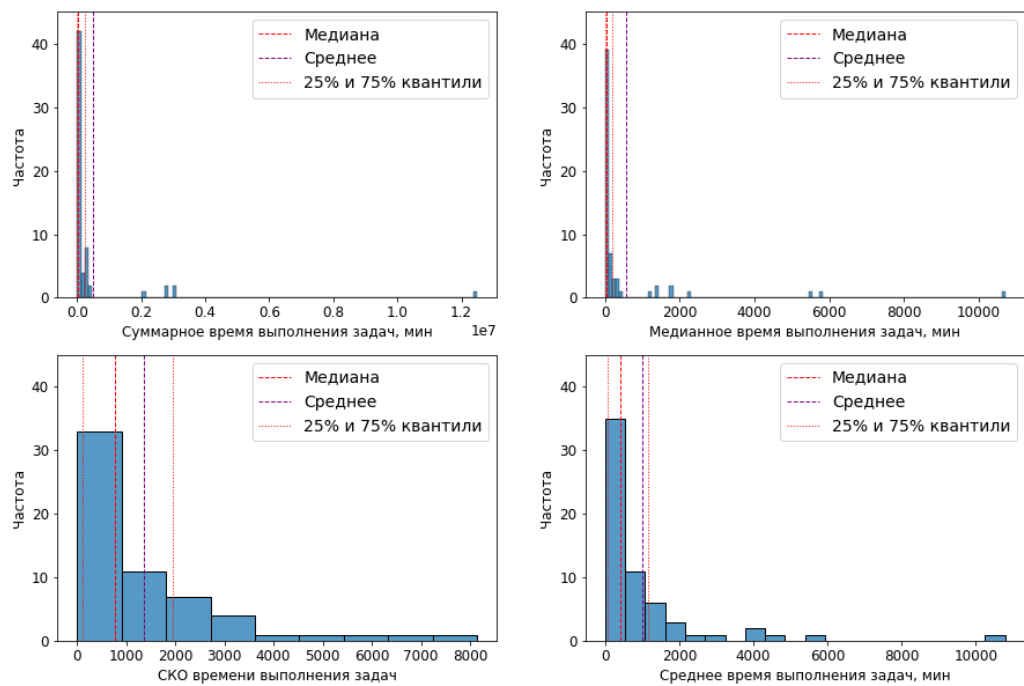 Медиана
Среднее
25% и 75% квантили
Частота
40
30
20
10
0
0.0 0.2 0.4 0.6 0.8 1.0 1.2
1e7
Суммарное время выполнения задач, мин
Медиана
Среднее
25% и 75% квантили
Частота
40
30
20
10
0
0 2000 4000 6000 8000 10000
Медианное время выполнения задач, мин
Медиана
Среднее
25% и 75% квантили
Частота
40
30
20
10
0
0 1000 2000 3000 4000 5000 6000 7000 8000
СКО времени выполнения задач
Медиана
Среднее
25% и 75% квантили
Частота
40
30
20
10
0
0 2000 4000 6000 8000 10000
Среднее время выполнения задач, мин